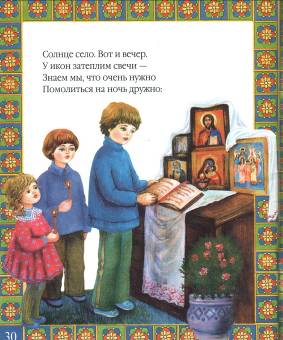 Солнце село. Вот и вечер.
У икон затеплим свечи —
Знаем мы, что очень нужно
Помолиться на ночь дружно:
30